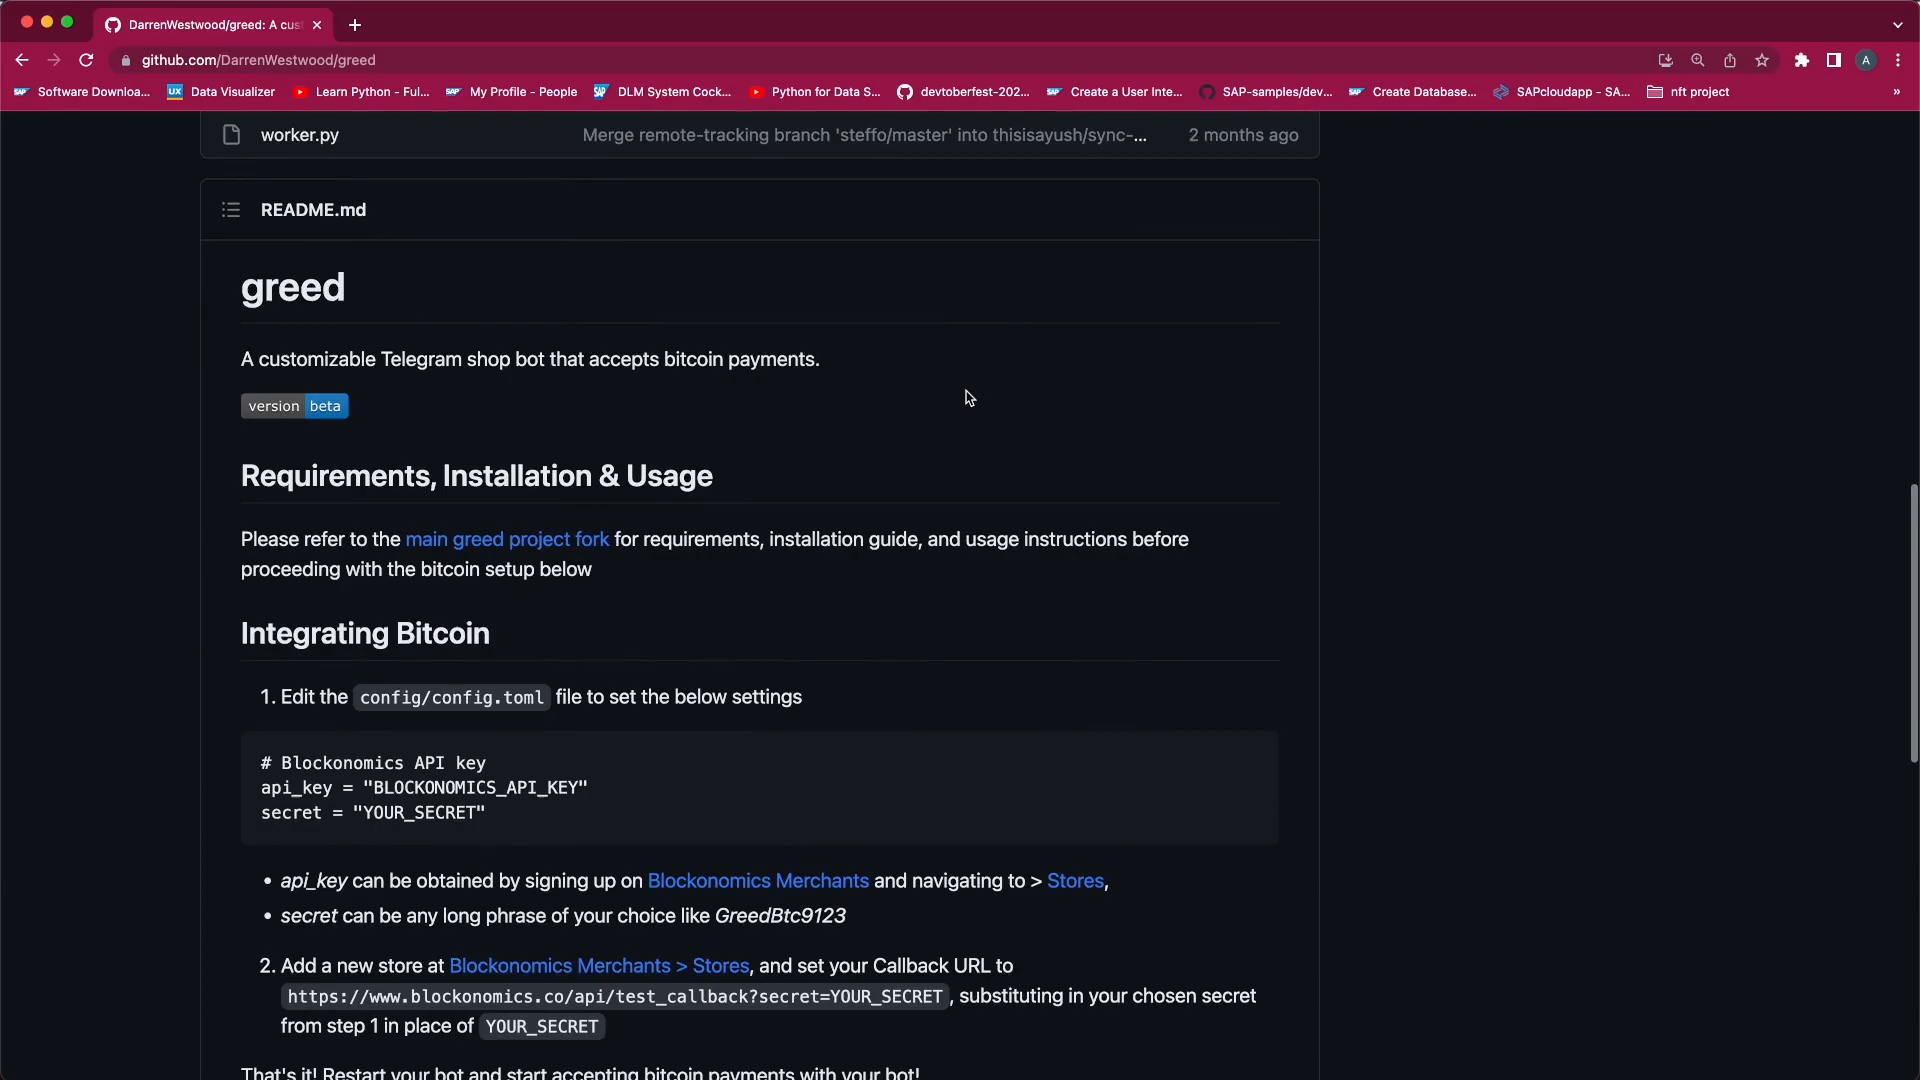 DarrenWestwood/greed: A cus
github.com/DarrenWestwood/greed
A
SAP Software Downloa...
UX Data Visualizer
Learn Python - Ful...
SAP My Profile - People
SAP DLM System Cock...
Python for Data S...
devtoberfest-202...
SAP Create a User Inte...
SAP-samples/dev...
SAP Create Database...
SAPcloudapp - SA...
nft project
»
worker.py Merge remote-tracking branch 'steffo/master' into thisisayush/sync-... 2 months ago
README.md
greed
A customizable Telegram shop bot that accepts bitcoin payments.
version beta
Requirements, Installation & Usage
Please refer to the main greed project fork for requirements, installation guide, and usage instructions before
proceeding with the bitcoin setup below
Integrating Bitcoin
1. Edit the config/config.toml file to set the below settings
# Blockonomics API key
api_key = "BLOCKONOMICS_API_KEY"
secret = "YOUR_SECRET"
• api_key can be obtained by signing up on Blockonomics Merchants and navigating to > Stores,
• secret can be any long phrase of your choice like GreedBtc9123
2. Add a new store at Blockonomics Merchants > Stores, and set your Callback URL to
https://www.blockonomics.co/api/test_callback?secret=YOUR_SECRET, substituting in your chosen secret
from step 1 in place of YOUR_SECRET
That's it! Restart your bot and start accepting bitcoin payments with your bot!